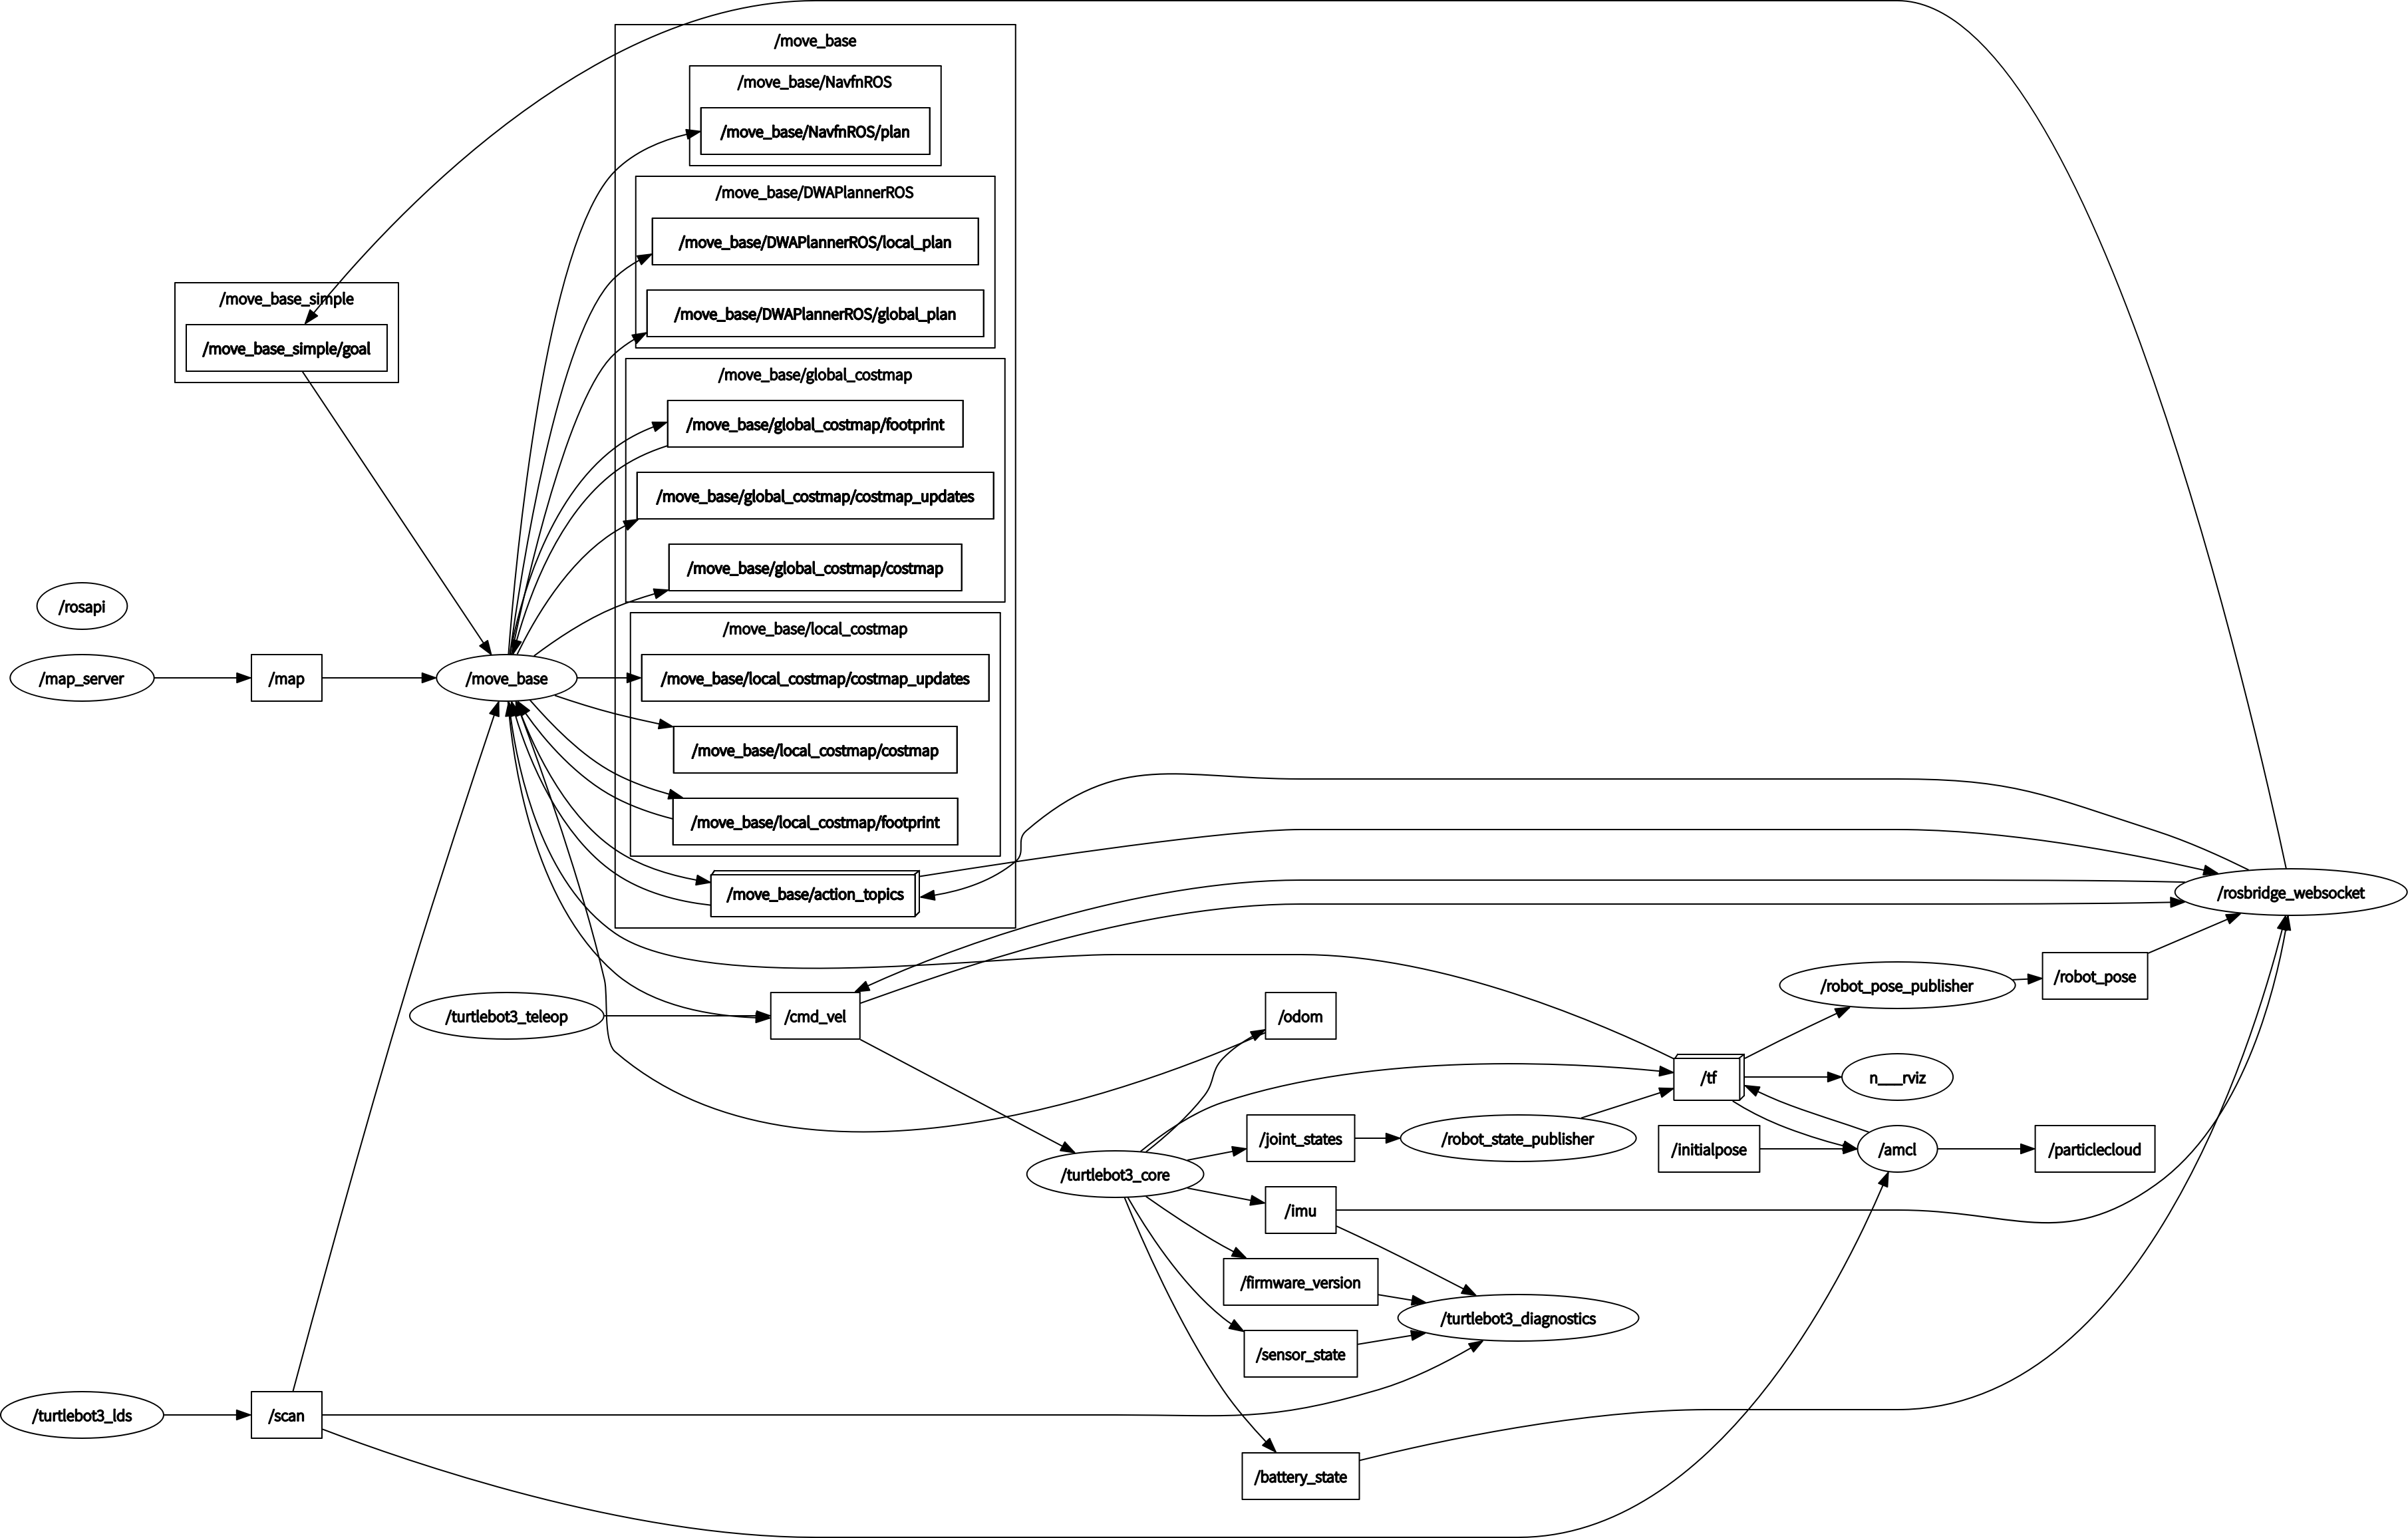 /move_base
/move_base/NavfnROS
/move_base/NavfnROS/plan
/move_base/DWAPlannerROS
/move_base/DWAPlannerROS/local_plan
/move_base/DWAPlannerROS/global_plan
/move_base_simple
/move_base_simple/goal
/move_base/global_costmap
/move_base/global_costmap/footprint
/move_base/global_costmap/costmap_updates
/move_base/global_costmap/costmap
/rosapi
/move_base/local_costmap
/map_server
/map
/move_base
/move_base/local_costmap/costmap_updates
/move_base/local_costmap/costmap
/move_base/local_costmap/footprint
/move_base/action_topics
/rosbridge_websocket
/robot_pose_publisher
/robot_pose
/turtlebot3_teleop
/cmd_vel
/odom
/tf
n___rviz
/joint_states
/robot_state_publisher
/initialpose
/amcl
/particlecloud
/turtlebot3_core
/imu
/firmware_version
/turtlebot3_diagnostics
/sensor_state
/turtlebot3_lds
/scan
/battery_state